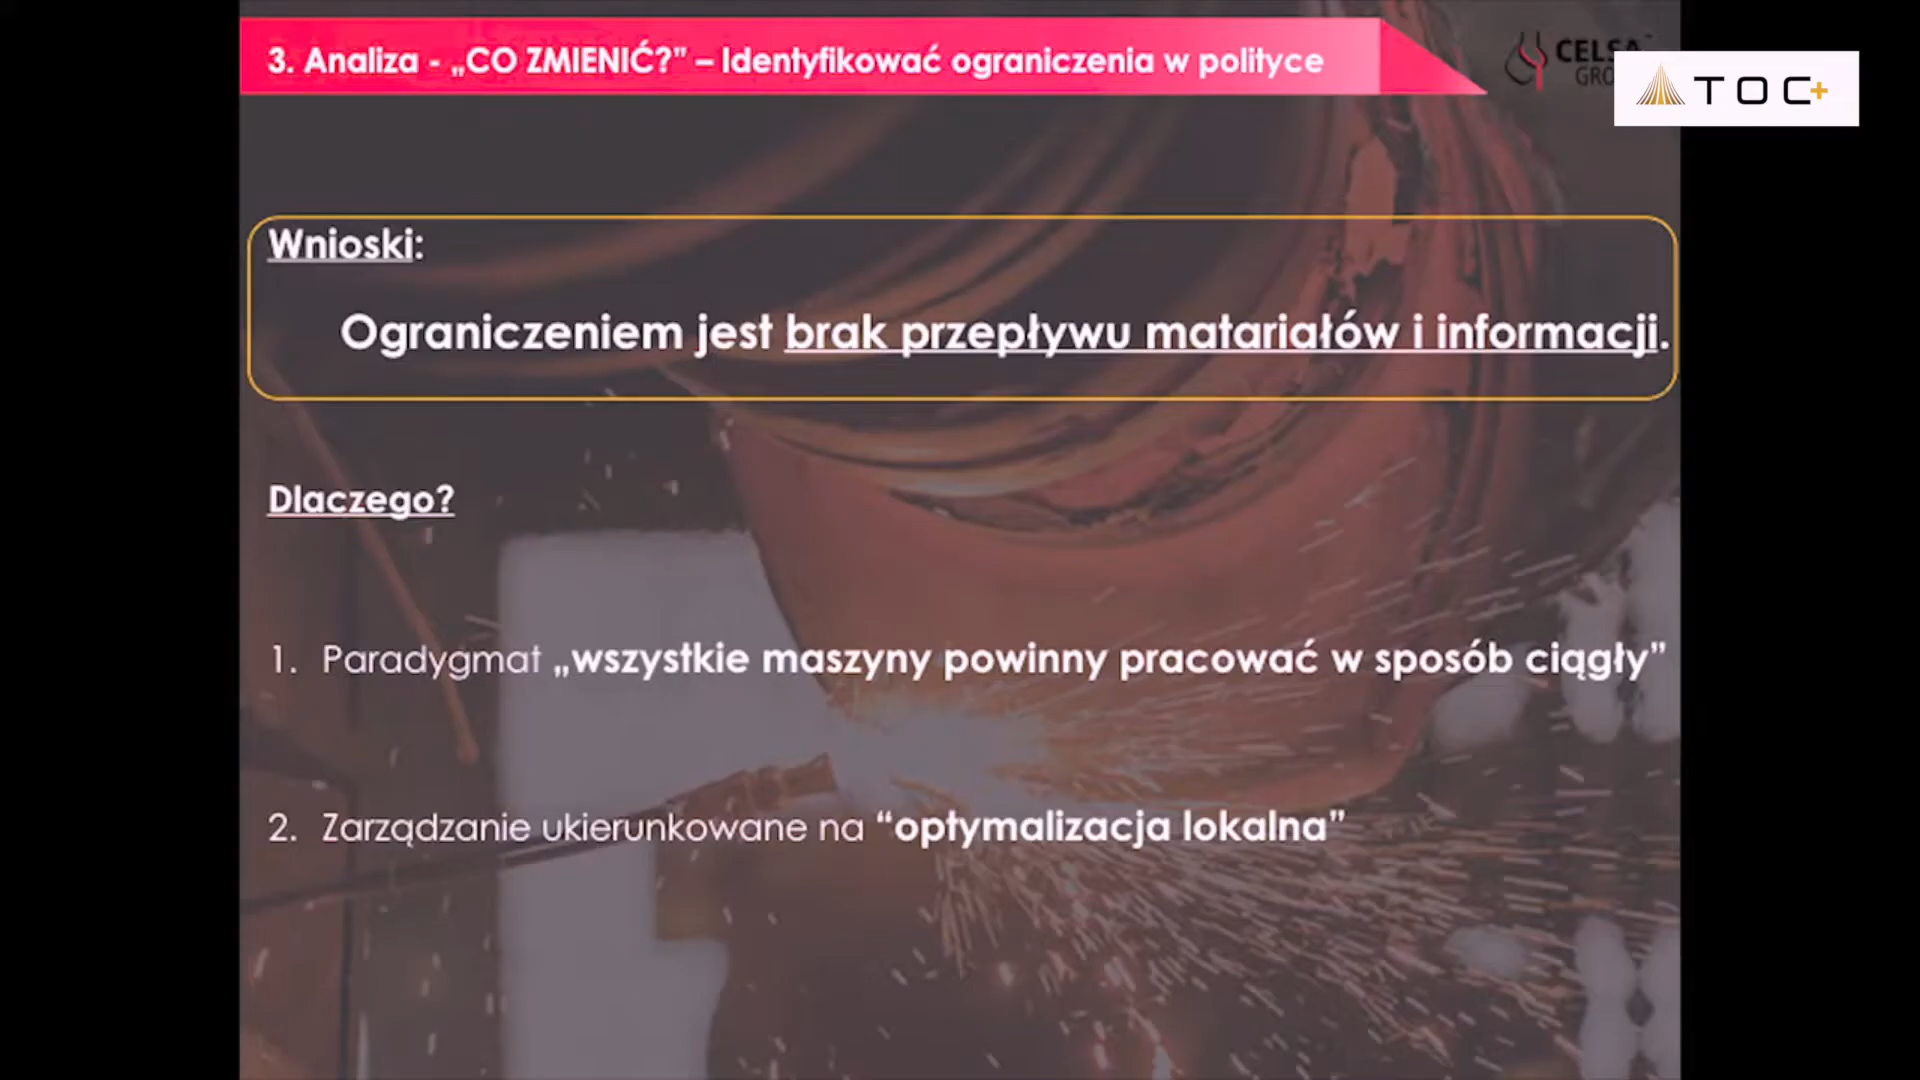 3. Analiza - „CO ZMIENIĆ?” – Identyfikować ograniczenia w polityce
CELSA
TOC+
Wnioski:
Ograniczeniem jest brak przepływu matariałów i informacji.
Dlaczego?
1. Paradygmat „wszystkie maszyny powinny pracować w sposób ciągły”
2. Zarządzanie ukierunkowane na “optymalizacja lokalna”